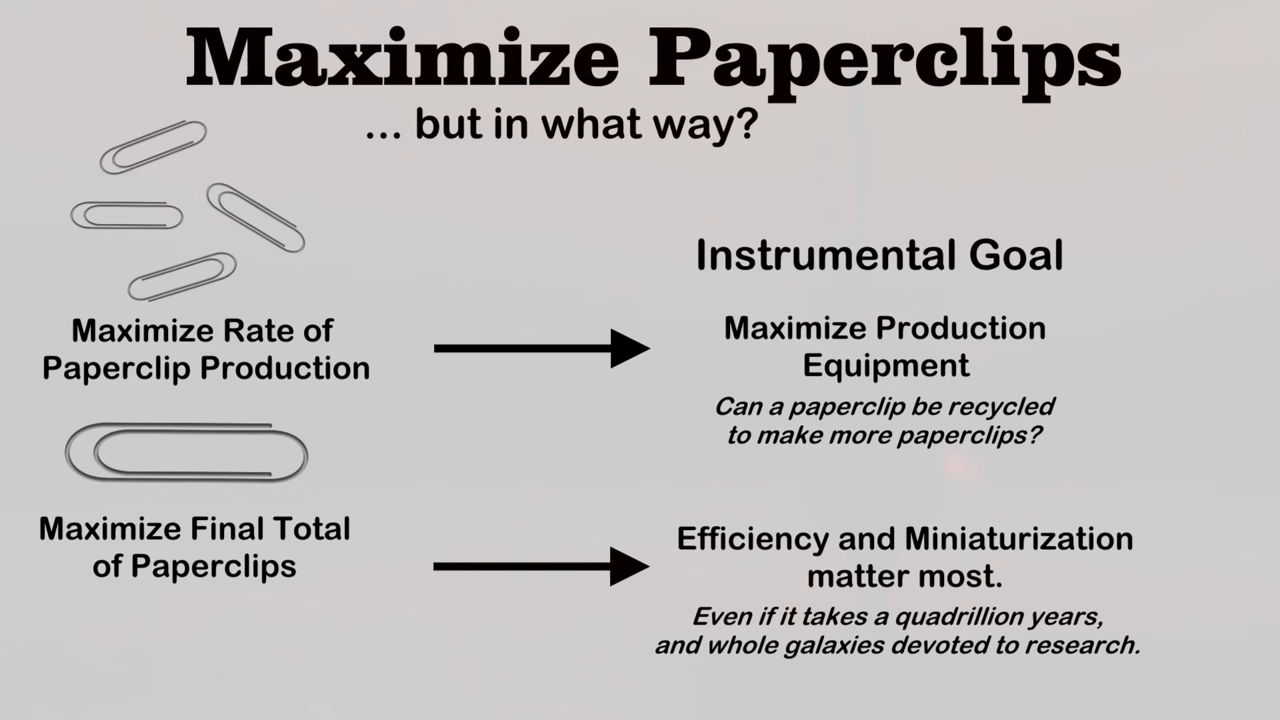 Maximize Paperclips
... but in what way?
Instrumental Goal
Maximize Rate of
Paperclip Production
Maximize Production
Equipment
Can a paperclip be recycled
to make more paperclips?
Maximize Final Total
of Paperclips
Efficiency and Miniaturization
matter most.
Even if it takes a quadrillion years,
and whole galaxies devoted to research.